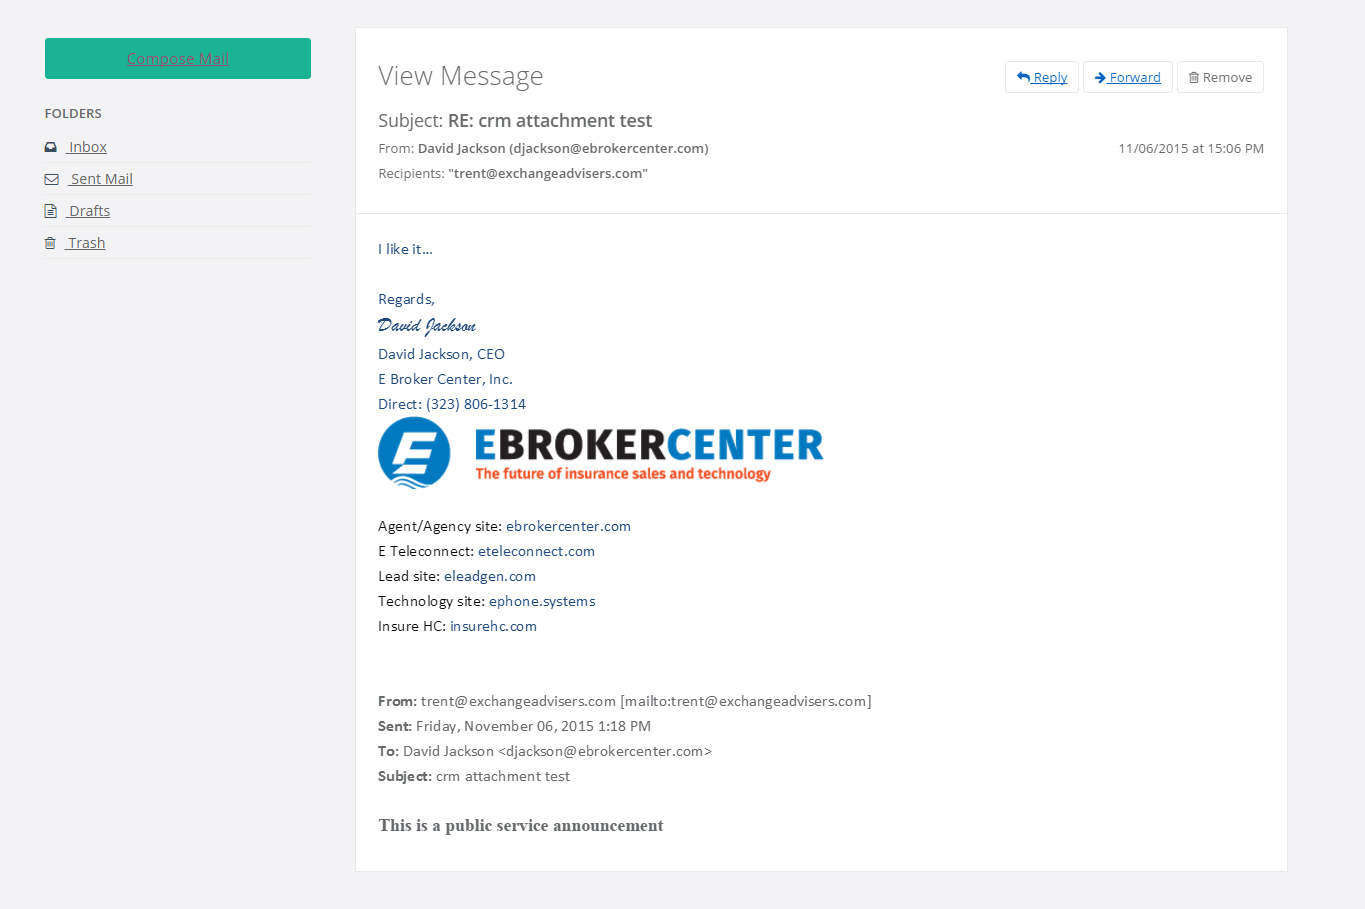 Compose Mail
FOLDERS
Inbox
Sent Mail
Drafts
Trash
View Message
Reply
Forward
Remove
Subject: RE: crm attachment test
From: David Jackson (djackson@ebrokercenter.com)
11/06/2015 at 15:06 PM
Recipients: "trent@exchangeadvisers.com"
I like it...
Regards,
David Jackson
David Jackson, CEO
E Broker Center, Inc.
Direct: (323) 806-1314
E EBROKERCENTER
The future of insurance sales and technology
Agent/Agency site: ebrokercenter.com
E Teleconnect: eteleconnect.com
Lead site: eleadgen.com
Technology site: ephone.systems
Insure HC: insurehc.com
From: trent@exchangeadvisers.com [mailto:trent@exchangeadvisers.com]
Sent: Friday, November 06, 2015 1:18 PM
To: David Jackson <djackson@ebrokercenter.com>
Subject: crm attachment test
This is a public service announcement